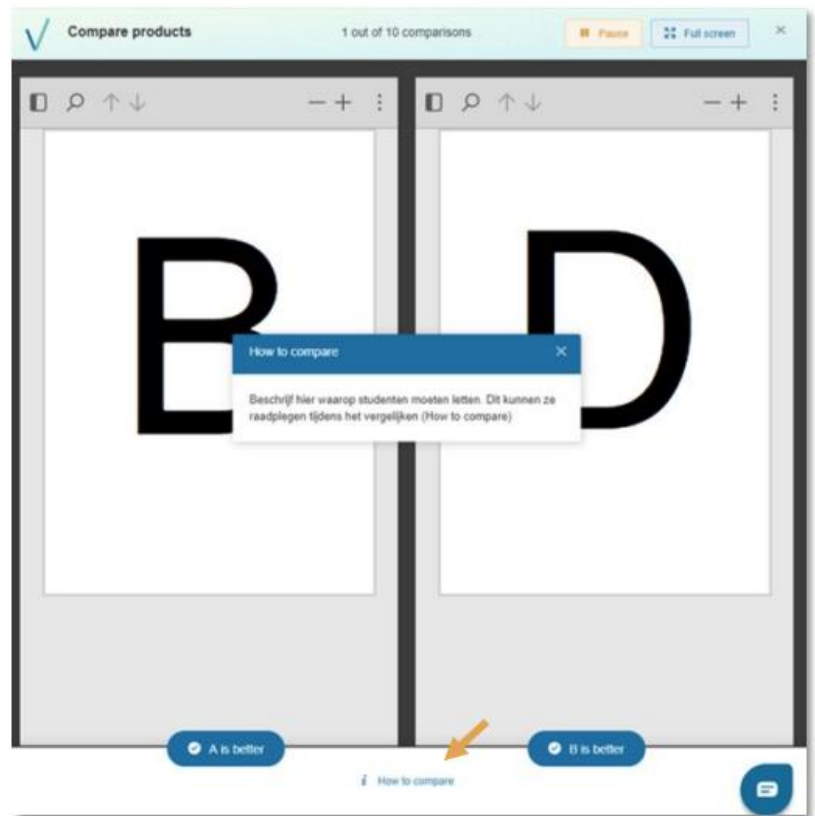 Compare products
1 out of 10 comparisons
Pause
Full screen
B
D
How to compare
Beschrijf hier waarop studenten moeten letten. Dit kunnen ze
raadplegen tijdens het vergelijken (How to compare)
A is better
B is better
i How to compare